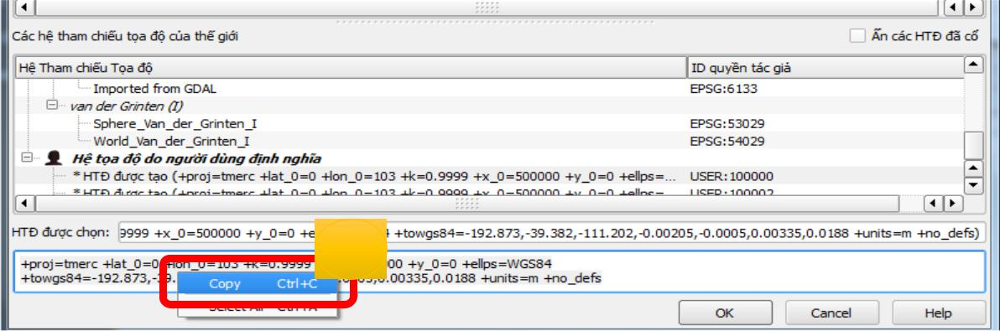 Các hệ tham chiếu tọa độ của thế giới Ẩn các HTĐ đã cố
Hệ Tham chiếu Tọa độ ID quyền tác giả
Imported from GDAL EPSG:6133
van der Grinten (I)
Sphere_Van_der_Grinten_I EPSG:53029
World_Van_der_Grinten_I EPSG:54029
Hệ tọa độ do người dùng định nghĩa
* HTĐ được tạo (+proj=tmerc +lat_0=0 +lon_0=103 +k=0.9999 +x_0=500000 +y_0=0 +ellps=... USER:100000
* HTĐ được tạo (+proj=tmerc +lat_0=0 +lon_0=103 +k=0.9999 +x_0=500000 +y_0=0 +ellps=... USER:100002
HTĐ được chọn: 9999 +x_0=500000 +y_0=0 +e 4 +towgs84=-192.873,-39.382,-111.202,-0.00205,-0.0005,0.00335,0.0188 +units=m +no_defs)
+proj=tmerc +lat_0=0 +lon_0=103 +k=0.9999 00 +y_0=0 +ellps=WGS84
+towgs84=-192.873,-39. 0.00335,0.0188 +units=m +no_defs
Copy Ctrl+C
Select All Ctrl+A
OK Cancel Help